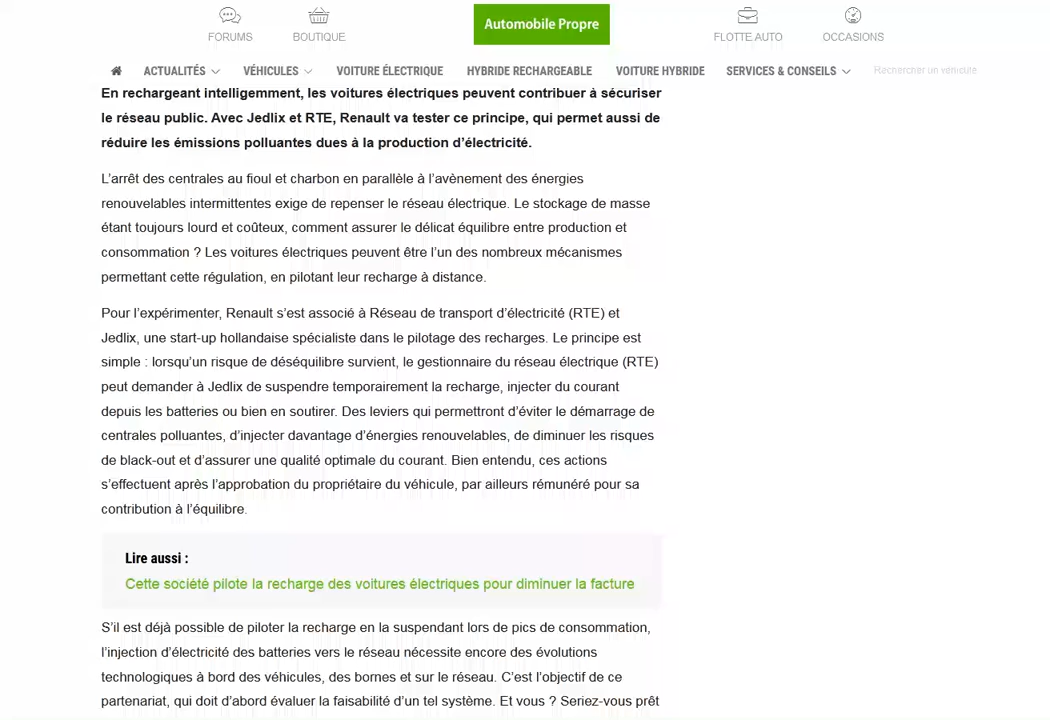 FORUMS
BOUTIQUE
Automobile Propre
FLOTTE AUTO
OCCASIONS
ACTUALITÉS
VÉHICULES
VOITURE ÉLECTRIQUE
HYBRIDE RECHARGEABLE
VOITURE HYBRIDE
SERVICES & CONSEILS
Rechercher un véhicule
En rechargeant intelligemment, les voitures électriques peuvent contribuer à sécuriser
le réseau public. Avec Jedlix et RTE, Renault va tester ce principe, qui permet aussi de
réduire les émissions polluantes dues à la production d’électricité.
L’arrêt des centrales au fioul et charbon en parallèle à l’avènement des énergies
renouvelables intermittentes exige de repenser le réseau électrique. Le stockage de masse
étant toujours lourd et coûteux, comment assurer le délicat équilibre entre production et
consommation ? Les voitures électriques peuvent être l’un des nombreux mécanismes
permettant cette régulation, en pilotant leur recharge à distance.
Pour l’expérimenter, Renault s’est associé à Réseau de transport d’électricité (RTE) et
Jedlix, une start-up hollandaise spécialiste dans le pilotage des recharges. Le principe est
simple : lorsqu’un risque de déséquilibre survient, le gestionnaire du réseau électrique (RTE)
peut demander à Jedlix de suspendre temporairement la recharge, injecter du courant
depuis les batteries ou bien en soutirer. Des leviers qui permettront d’éviter le démarrage de
centrales polluantes, d’injecter davantage d’énergies renouvelables, de diminuer les risques
de black-out et d’assurer une qualité optimale du courant. Bien entendu, ces actions
s’effectuent après l’approbation du propriétaire du véhicule, par ailleurs rémunéré pour sa
contribution à l’équilibre.
Lire aussi :
Cette société pilote la recharge des voitures électriques pour diminuer la facture
S’il est déjà possible de piloter la recharge en la suspendant lors de pics de consommation,
l’injection d’électricité des batteries vers le réseau nécessite encore des évolutions
technologiques à bord des véhicules, des bornes et sur le réseau. C’est l’objectif de ce
partenariat, qui doit d’abord évaluer la faisabilité d’un tel système. Et vous ? Seriez-vous prêt